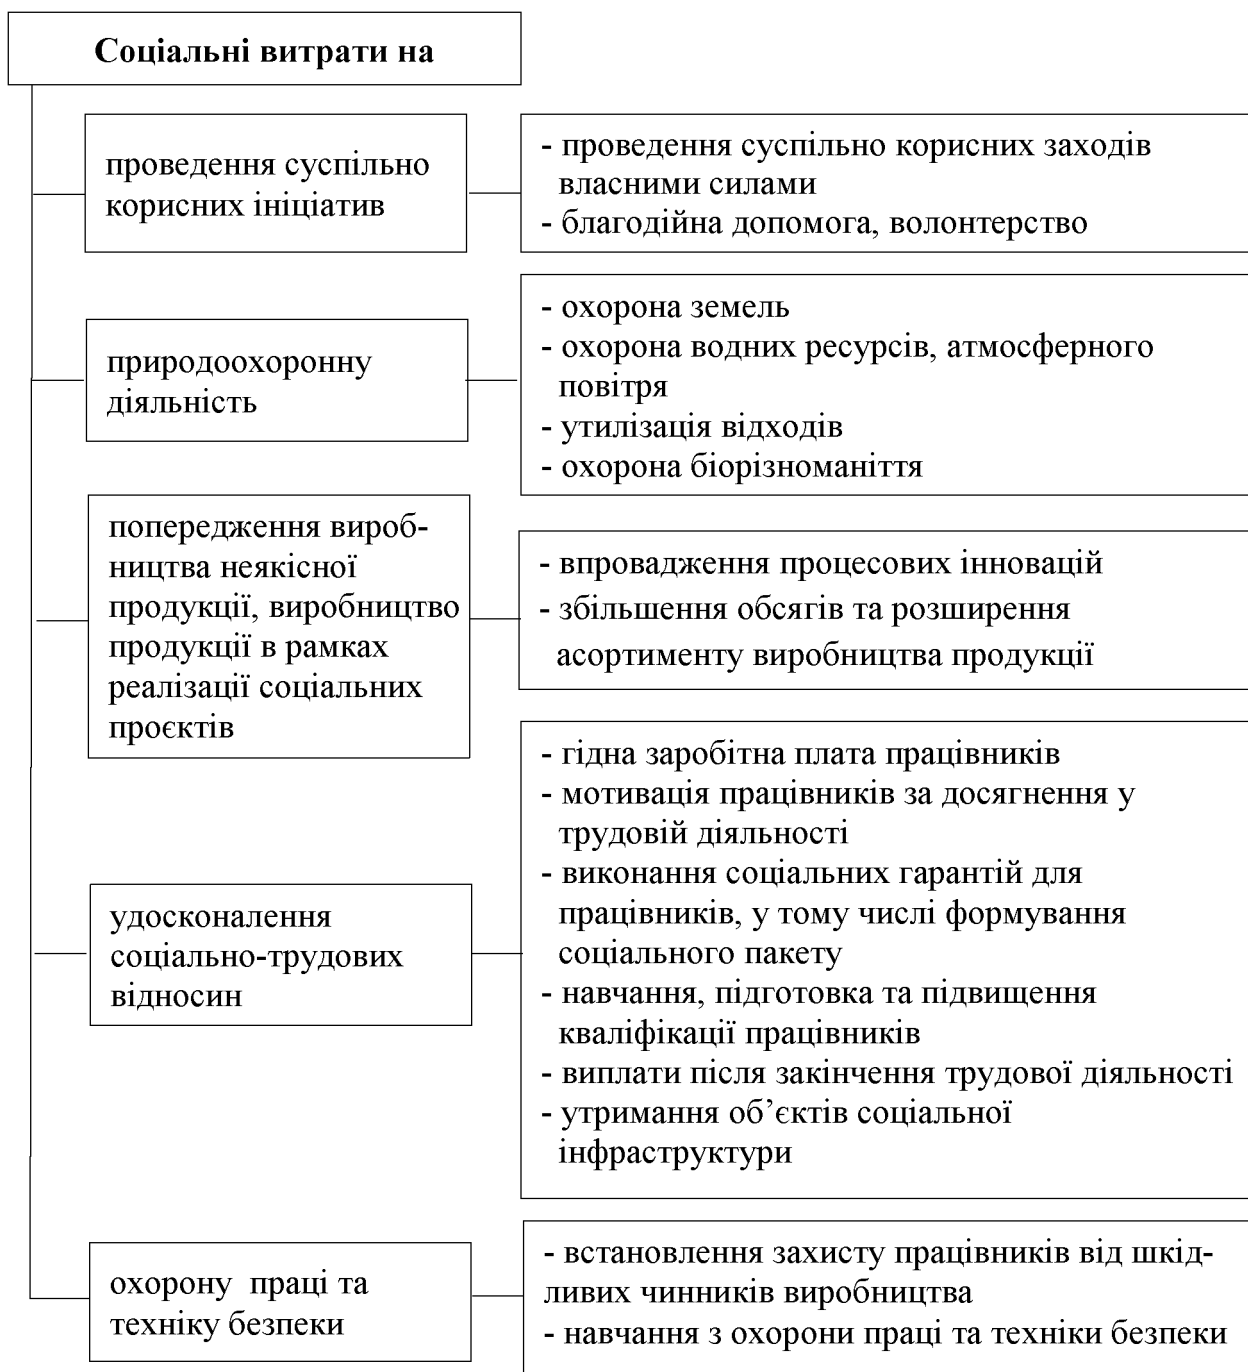 Соціальні витрати на
проведення суспільно
корисних ініціатив
- проведення суспільно корисних заходів
власними силами
- благодійна допомога, волонтерство
природоохоронну
діяльність
- охорона земель
- охорона водних ресурсів, атмосферного
повітря
- утилізація відходів
- охорона біорізноманіття
попередження вироб-
ництва неякісної
продукції, виробництво
продукції в рамках
реалізації соціальних
проєктів
- впровадження процесових інновацій
- збільшення обсягів та розширення
асортименту виробництва продукції
удосконалення
соціально-трудових
відносин
- гідна заробітна плата працівників
- мотивація працівників за досягнення у
трудовій діяльності
- виконання соціальних гарантій для
працівників, у тому числі формування
соціального пакету
- навчання, підготовка та підвищення
кваліфікації працівників
- виплати після закінчення трудової діяльності
- утримання об’єктів соціальної
інфраструктури
охорону праці та
техніку безпеки
- встановлення захисту працівників від шкід-
ливих чинників виробництва
- навчання з охорони праці та техніки безпеки